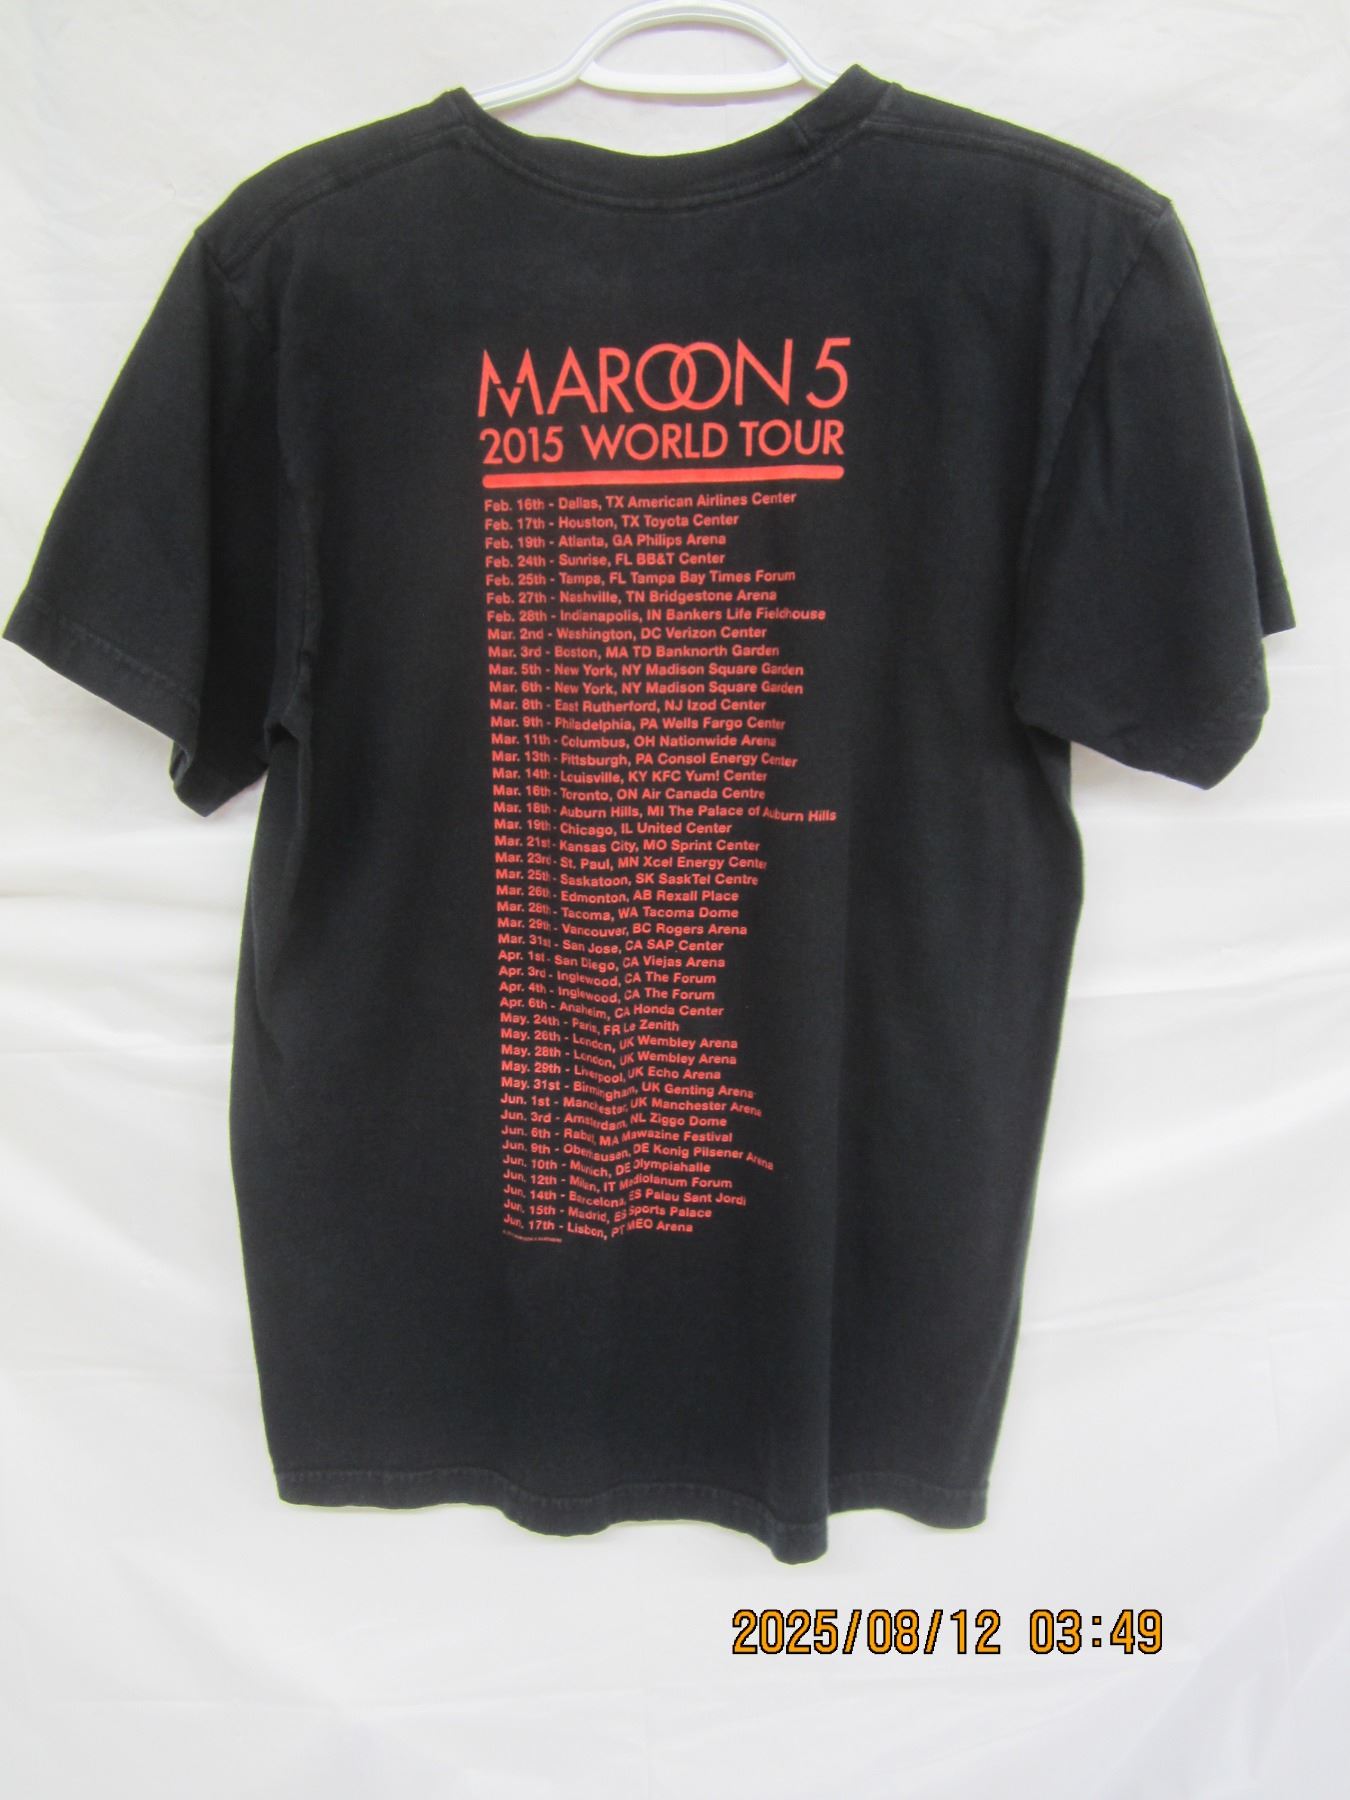 MAROON 5
2015 WORLD TOUR
Feb. 16th - Dallas, TX American Airlines Center
Feb. 17th - Houston, TX Toyota Center
Feb. 19th - Atlanta, GA Philips Arena
Feb. 24th - Sunrise, FL BB&T Center
Feb. 25th - Tampa, FL Tampa Bay Times Forum
Feb. 27th - Nashville, TN Bridgestone Arena
Feb. 28th - Indianapolis, IN Bankers Life Fieldhouse
Mar. 2nd - Washington, DC Verizon Center
Mar. 3rd - Boston, MA TD Banknorth Garden
Mar. 5th - New York, NY Madison Square Garden
Mar. 6th - New York, NY Madison Square Garden
Mar. 8th - East Rutherford, NJ Izod Center
Mar. 9th - Philadelphia, PA Wells Fargo Center
Mar. 11th - Columbus, OH Nationwide Arena
Mar. 13th - Pittsburgh, PA Consol Energy Center
Mar. 14th - Louisville, KY KFC Yum! Center
Mar. 16th - Toronto, ON Air Canada Centre
Mar. 18th - Auburn Hills, MI The Palace of Auburn Hills
Mar. 19th - Chicago, IL United Center
Mar. 21st - Kansas City, MO Sprint Center
Mar. 23rd - St. Paul, MN Xcel Energy Center
Mar. 25th - Saskatoon, SK SaskTel Centre
Mar. 26th - Edmonton, AB Rexall Place
Mar. 28th - Tacoma, WA Tacoma Dome
Mar. 29th - Vancouver, BC Rogers Arena
Mar. 31st - San Jose, CA SAP Center
Apr. 1st - San Diego, CA Viejas Arena
Apr. 3rd - Inglewood, CA The Forum
Apr. 4th - Inglewood, CA The Forum
Apr. 6th - Anaheim, CA Honda Center
May. 24th - Paris, FR Le Zenith
May. 26th - London, UK Wembley Arena
May. 28th - London, UK Wembley Arena
May. 29th - Liverpool, UK Echo Arena
May. 31st - Birmingham, UK Genting Arena
Jun. 1st - Manchester, UK Manchester Arena
Jun. 3rd - Amsterdam, NL Ziggo Dome
Jun. 6th - Rabat, MA Mawazine Festival
Jun. 9th - Oberhausen, DE Konig Pilsener Arena
Jun. 10th - Munich, DE Olympiahalle
Jun. 12th - Milan, IT Mediolanum Forum
Jun. 14th - Barcelona, ES Palau Sant Jordi
Jun. 15th - Madrid, ES Sports Palace
Jun. 17th - Lisbon, PT MEO Arena
2025/08/12 03:49